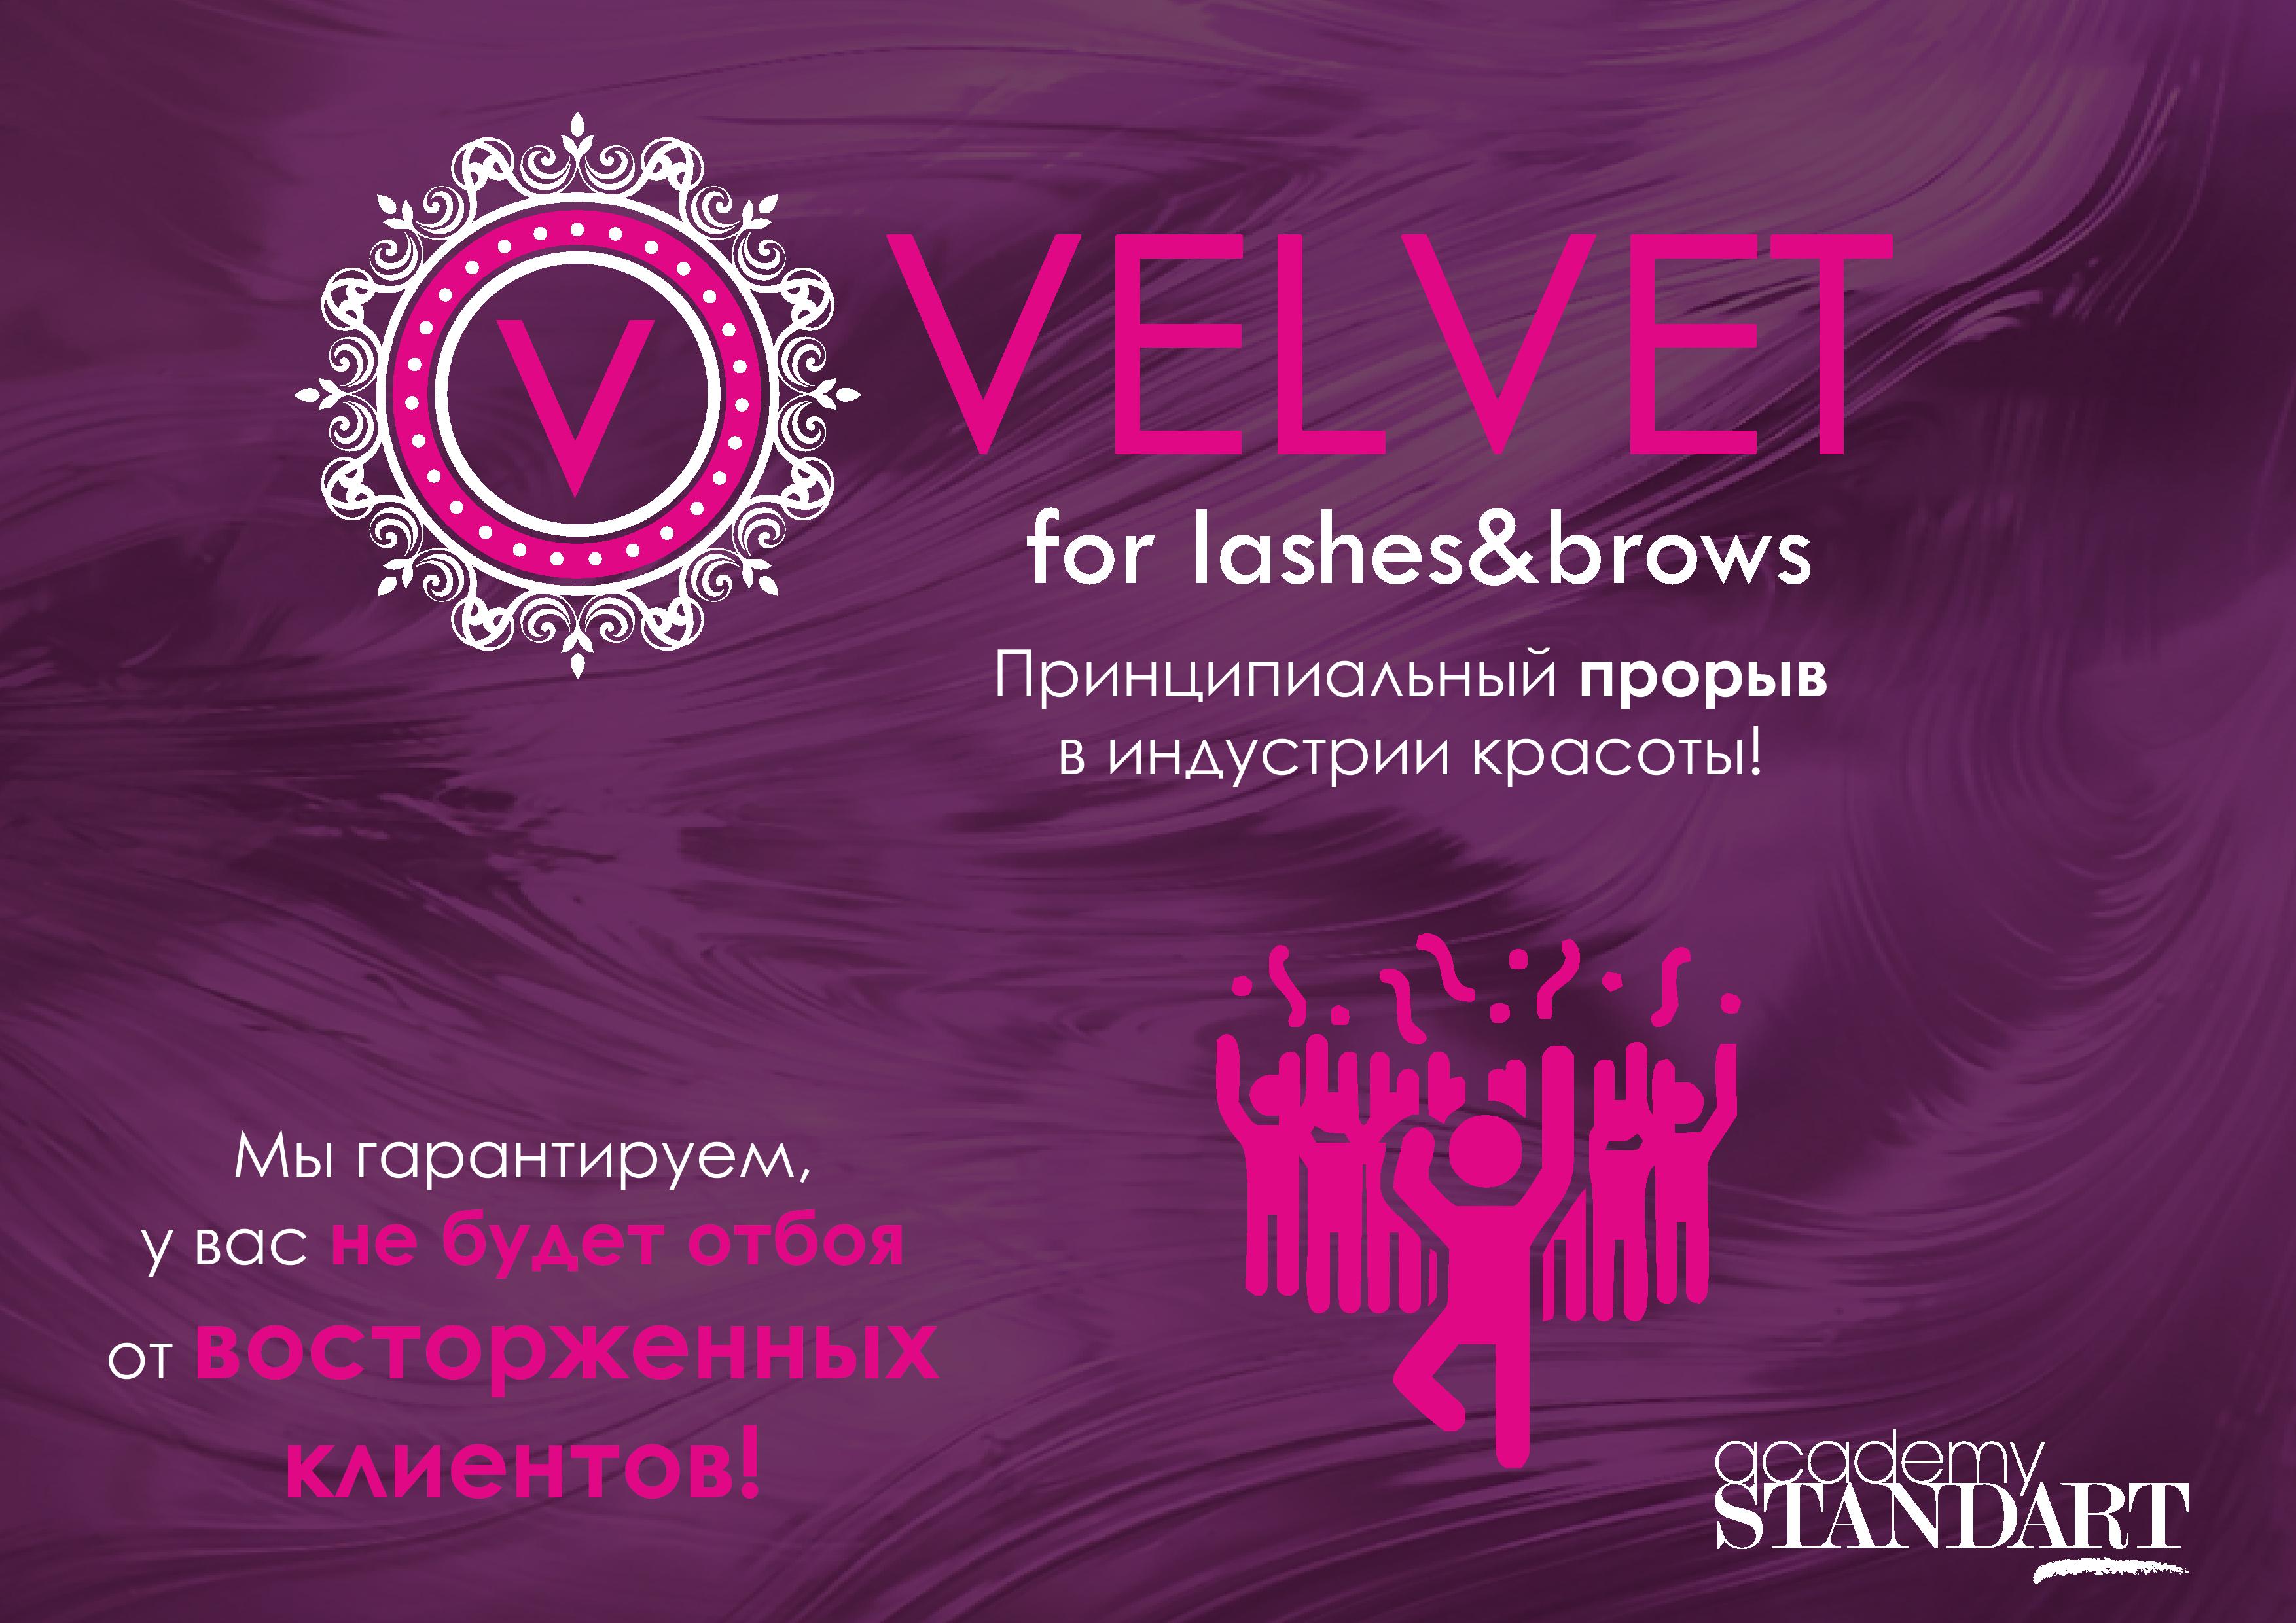 V
VELVET
for lashes&brows
Принципиальный прорыв
в индустрии красоты!
Мы гарантируем,
у вас не будет отбоя
от восторженных
клиентов!
academy
STANDART